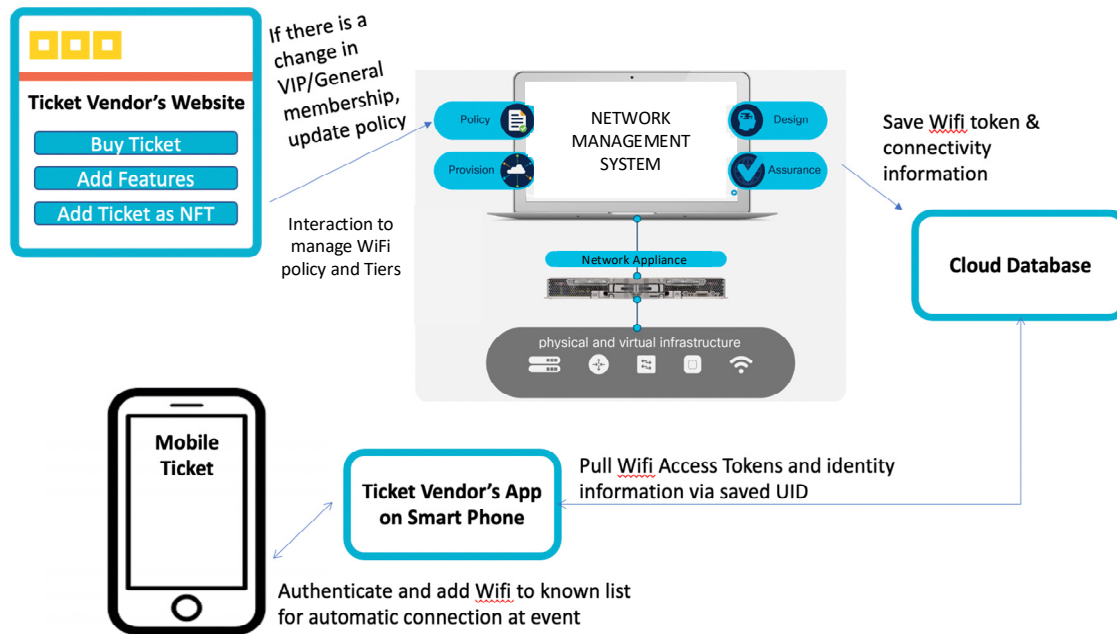 Ticket Vendor's Website
Buy Ticket
Add Features
Add Ticket as NFT
If there is a
change in
VIP/General
membership,
update policy
Interaction to
manage WiFi
policy and Tiers
Policy
Provision
NETWORK
MANAGEMENT
SYSTEM
Design
Assurance
Network Appliance
physical and virtual infrastructure
Save Wifi token &
connectivity
information
Cloud Database
Mobile
Ticket
Ticket Vendor's App
on Smart Phone
Pull Wifi Access Tokens and identity
information via saved UID
Authenticate and add Wifi to known list
for automatic connection at event